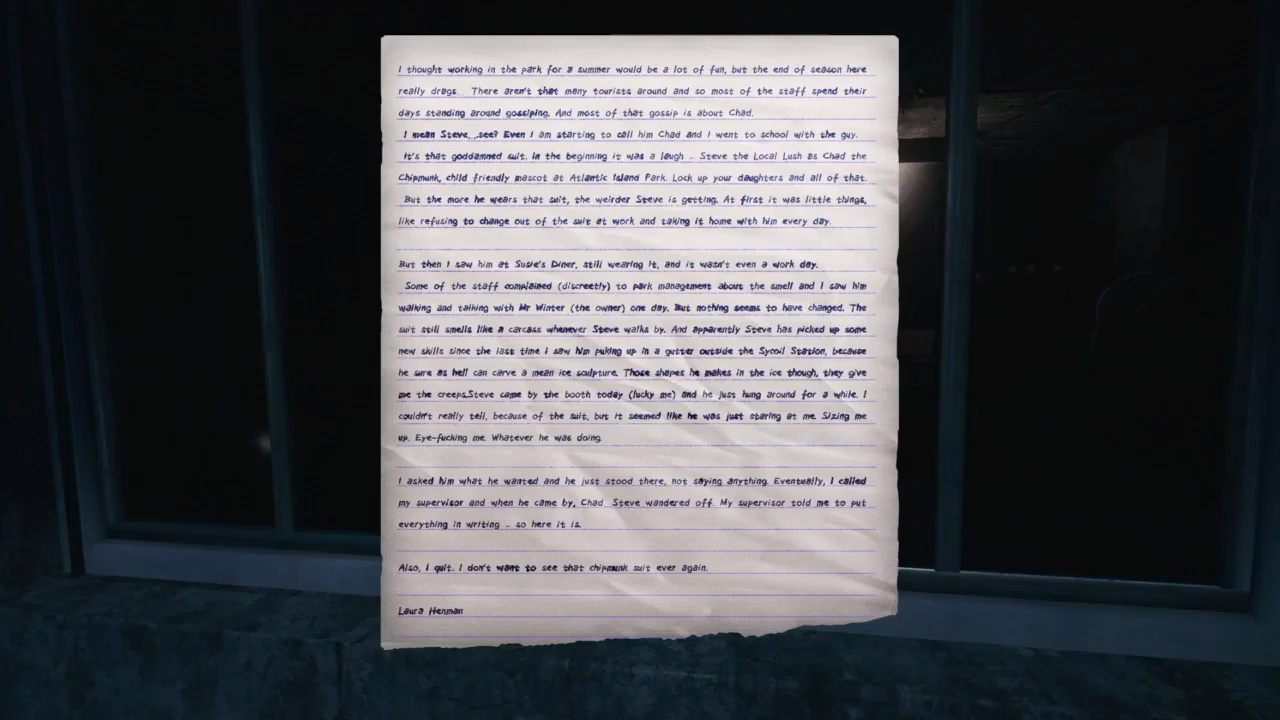 I thought working in the park for a summer would be a lot of fun, but the end of season here
really drags... There aren't that many tourists around and so most of the staff spend their
days standing around gossiping. And most of that gossip is about Chad.
I mean Steve...see? Even I am starting to call him Chad and I went to school with the guy.
It's that goddamned suit. In the beginning it was a laugh - Steve the Local Lush as Chad the
Chipmunk, child friendly mascot at Atlantic Island Park. Lock up your daughters and all of that.
But the more he wears that suit, the weirder Steve is getting. At first it was little things,
like refusing to change out of the suit at work and taking it home with him every day.
But then I saw him at Susie's Diner, still wearing it, and it wasn't even a work day.
Some of the staff complained (discreetly) to park management about the smell and I saw him
walking and talking with Mr Winter (the owner) one day. But nothing seems to have changed. The
suit still smells like a carcass whenever Steve walks by. And apparently Steve has picked up some
new skills since the last time I saw him puking up in a gutter outside the Sycoil Station, because
he sure as hell can carve a mean ice sculpture. Those shapes he makes in the ice though, they give
me the creeps.Steve came by the booth today (lucky me) and he just hung around for a while. I
couldn't really tell, because of the suit, but it seemed like he was just staring at me. Sizing me
up. Eye-fucking me. Whatever he was doing.
I asked him what he wanted and he just stood there, not saying anything. Eventually, I called
my supervisor and when he came by, Chad...Steve wandered off. My supervisor told me to put
everything in writing - so here it is.
Also, I quit. I don't want to see that chipmunk suit ever again.
Laura Henman